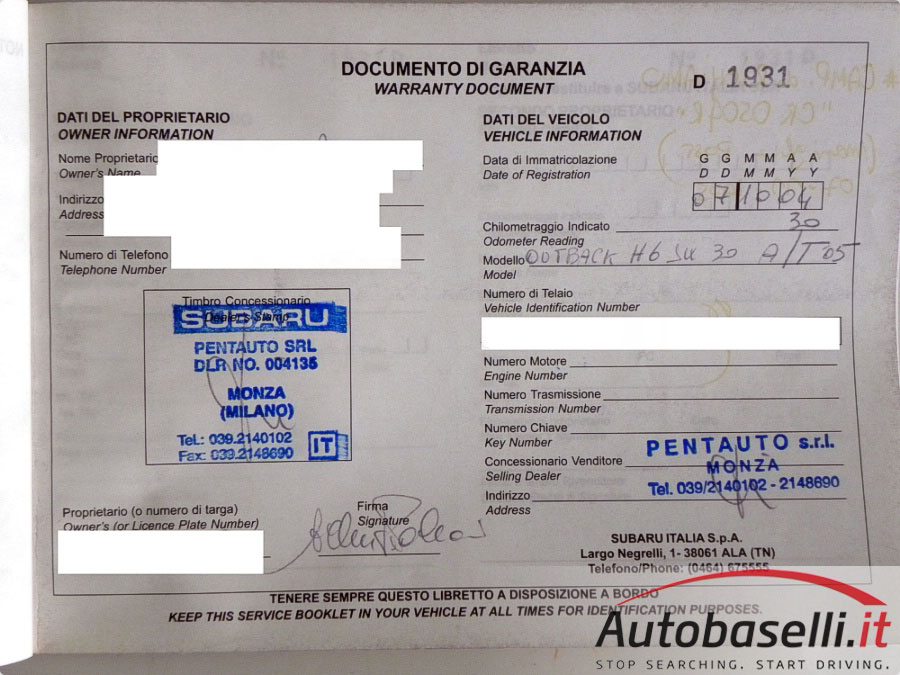 DOCUMENTO DI GARANZIA
WARRANTY DOCUMENT
D 1931
DATI DEL PROPRIETARIO
OWNER INFORMATION
Nome Proprietario
Owner's Name
Indirizzo
Address
Numero di Telefono
Telephone Number
Timbro Concessionario
Dealer's Stamp
SUBARU
PENTAUTO SRL
DLR NO. 004135
MONZA
(MILANO)
Tel.: 039.2140102
Fax: 039.2148690
IT
Proprietario (o numero di targa)
Owner's (or Licence Plate Number)
Firma
Signature
DATI DEL VEICOLO
VEHICLE INFORMATION
Data di Immatricolazione
Date of Registration
G G M M A A
D D M M Y Y
071004
Chilometraggio Indicato 30
Odometer Reading
Modello OUTBACK H6 30 A/T 05
Model
Numero di Telaio
Vehicle Identification Number
Numero Motore
Engine Number
Numero Trasmissione
Transmission Number
Numero Chiave
Key Number
Concessionario Venditore
Selling Dealer
Indirizzo
Address
PENTAUTO s.r.l.
MONZA
Tel. 039/2140102 - 2148690
SUBARU ITALIA S.p.A.
Largo Negrelli, 1- 38061 ALA (TN)
Telefono/Phone: (0464) 675555
TENERE SEMPRE QUESTO LIBRETTO A DISPOSIZIONE A BORDO
KEEP THIS SERVICE BOOKLET IN YOUR VEHICLE AT ALL TIMES FOR IDENTIFICATION PURPOSES.
Autobaselli.it
STOP SEARCHING. START DRIVING.